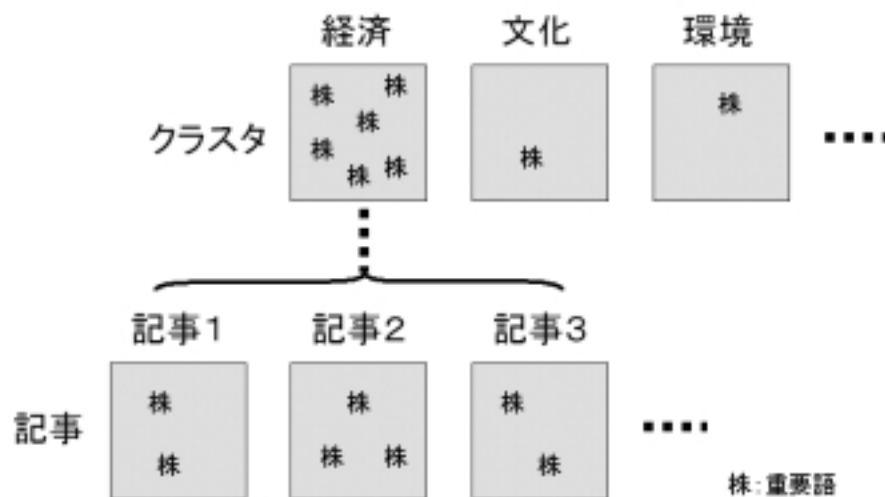 経済 文化 環境
株 株 株 株 株 株 株 株
クラスタ
記事1 記事2 記事3
株 株 株 株 株 株 株
記事
株:重要語